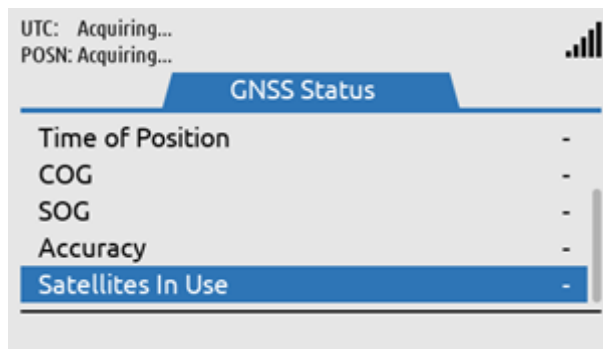 UTC: Acquiring...
POSN: Acquiring...
GNSS Status
Time of Position -
COG -
SOG -
Accuracy -
Satellites In Use -